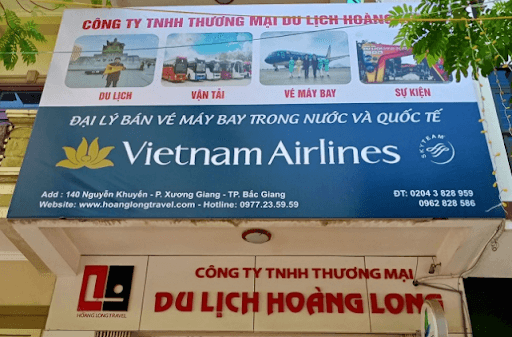 CÔNG TY TNHH THƯƠNG MẠI DU LỊCH HOÀNG
DU LỊCH
VẬN TẢI
VÉ MÁY BAY
SỰ KIỆN
ĐẠI LÝ BÁN VÉ MÁY BAY TRONG NƯỚC VÀ QUỐC TẾ
Vietnam Airlines
SKYTEAM
Add : 140 Nguyễn Khuyến - P. Xương Giang - TP. Bắc Giang
ĐT: 0204 3 828 959
Website: www.hoanglongtravel.com - Hotline: 0977.23.59.59
0962 828 586
CÔNG TY TNHH THƯƠNG MẠI
DU LỊCH HOÀNG LONG
HOÀNG LONG TRAVEL